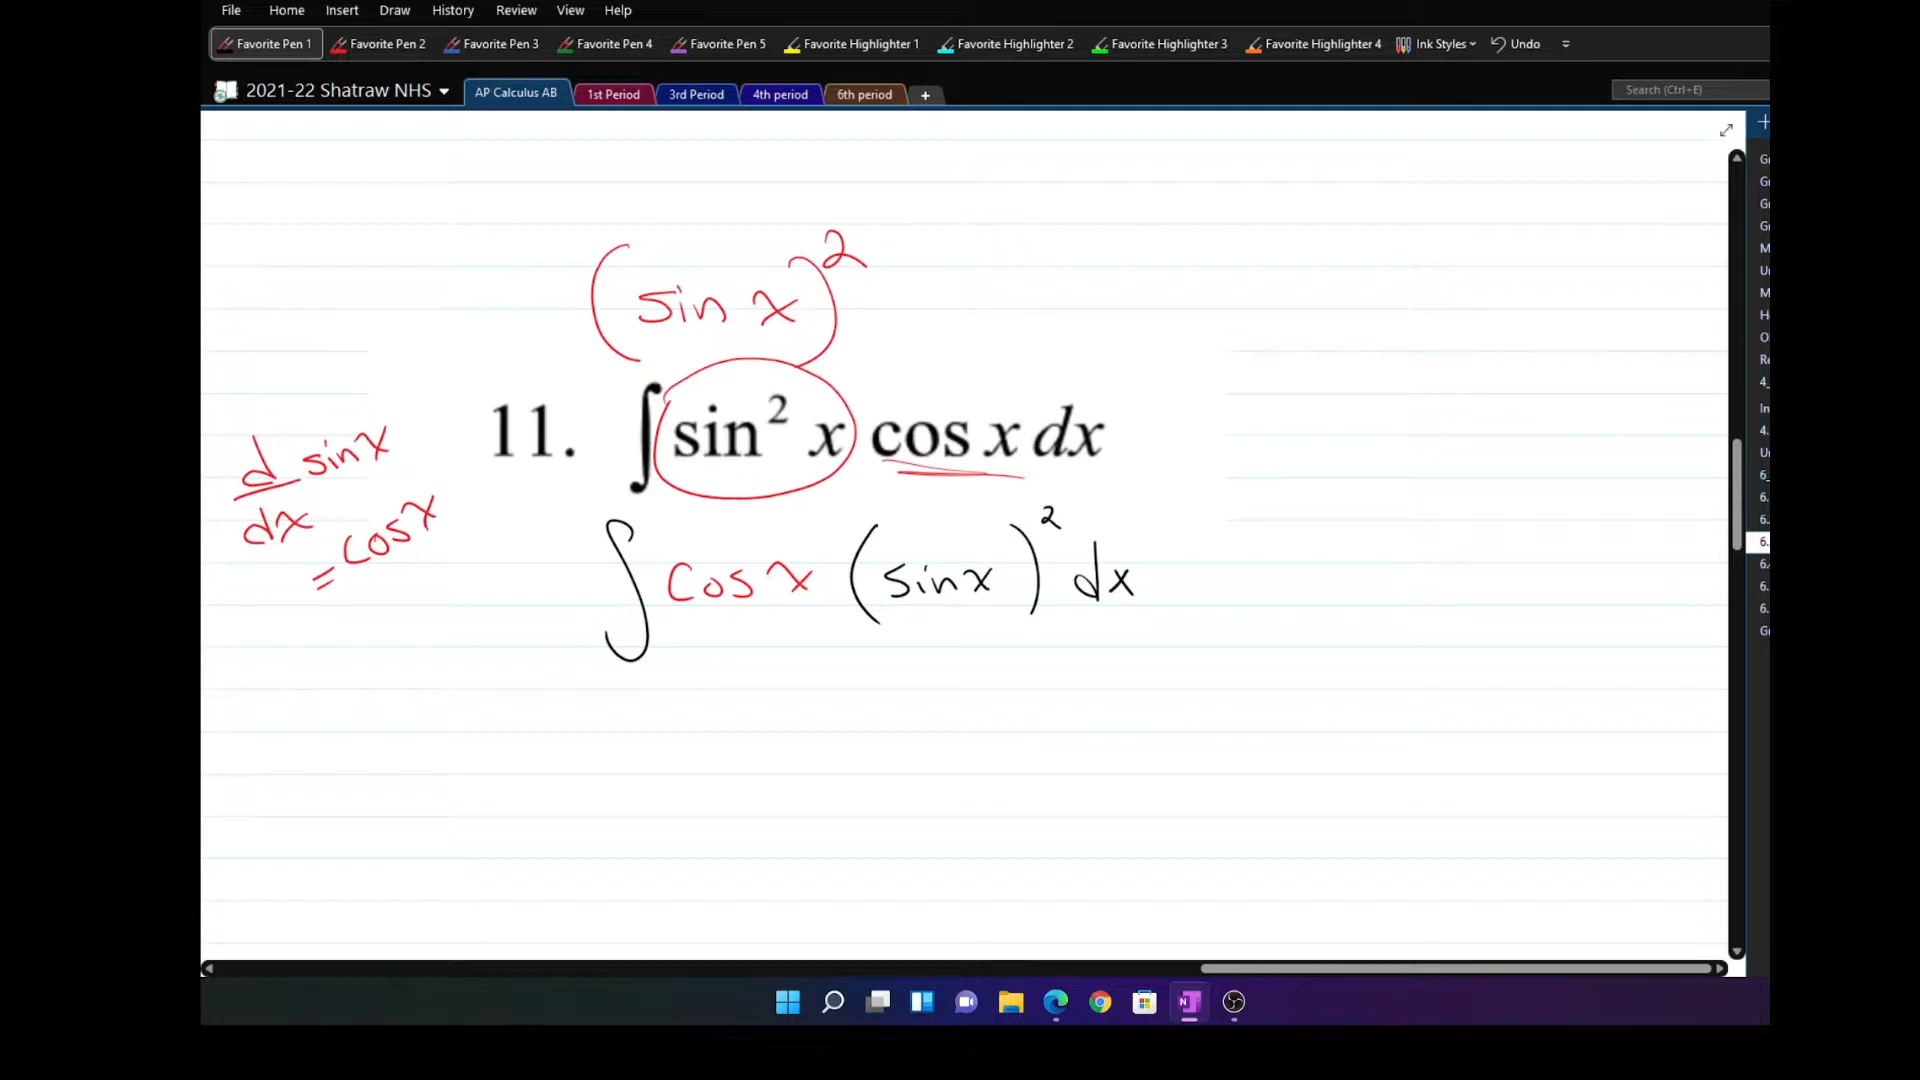 File Home Insert Draw History Review View Help
Favorite Pen 1 Favorite Pen 2 Favorite Pen 3 Favorite Pen 4 Favorite Pen 5 Favorite Highlighter 1 Favorite Highlighter 2 Favorite Highlighter 3 Favorite Highlighter 4 Ink Styles Undo
2021-22 Shatraw NHS AP Calculus AB 1st Period 3rd Period 4th period 6th period + Search (Ctrl+E)
(sin x)²
11. ∫ sin² x cos x dx
d/dx sin x
= cos x
∫ cos x (sin x)² dx